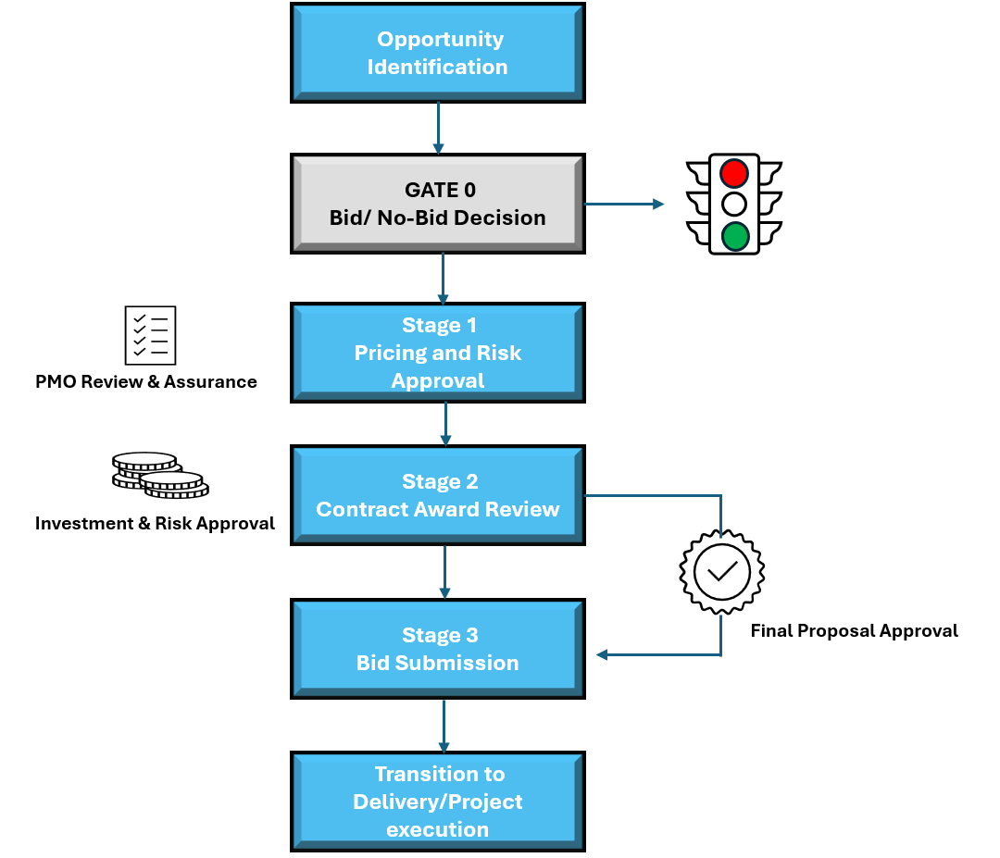 Opportunity
Identification
GATE 0
Bid/ No-Bid Decision
Stage 1
Pricing and Risk
Approval
PMO Review & Assurance
Stage 2
Contract Award Review
Investment & Risk Approval
Final Proposal Approval
Stage 3
Bid Submission
Transition to
Delivery/Project
execution